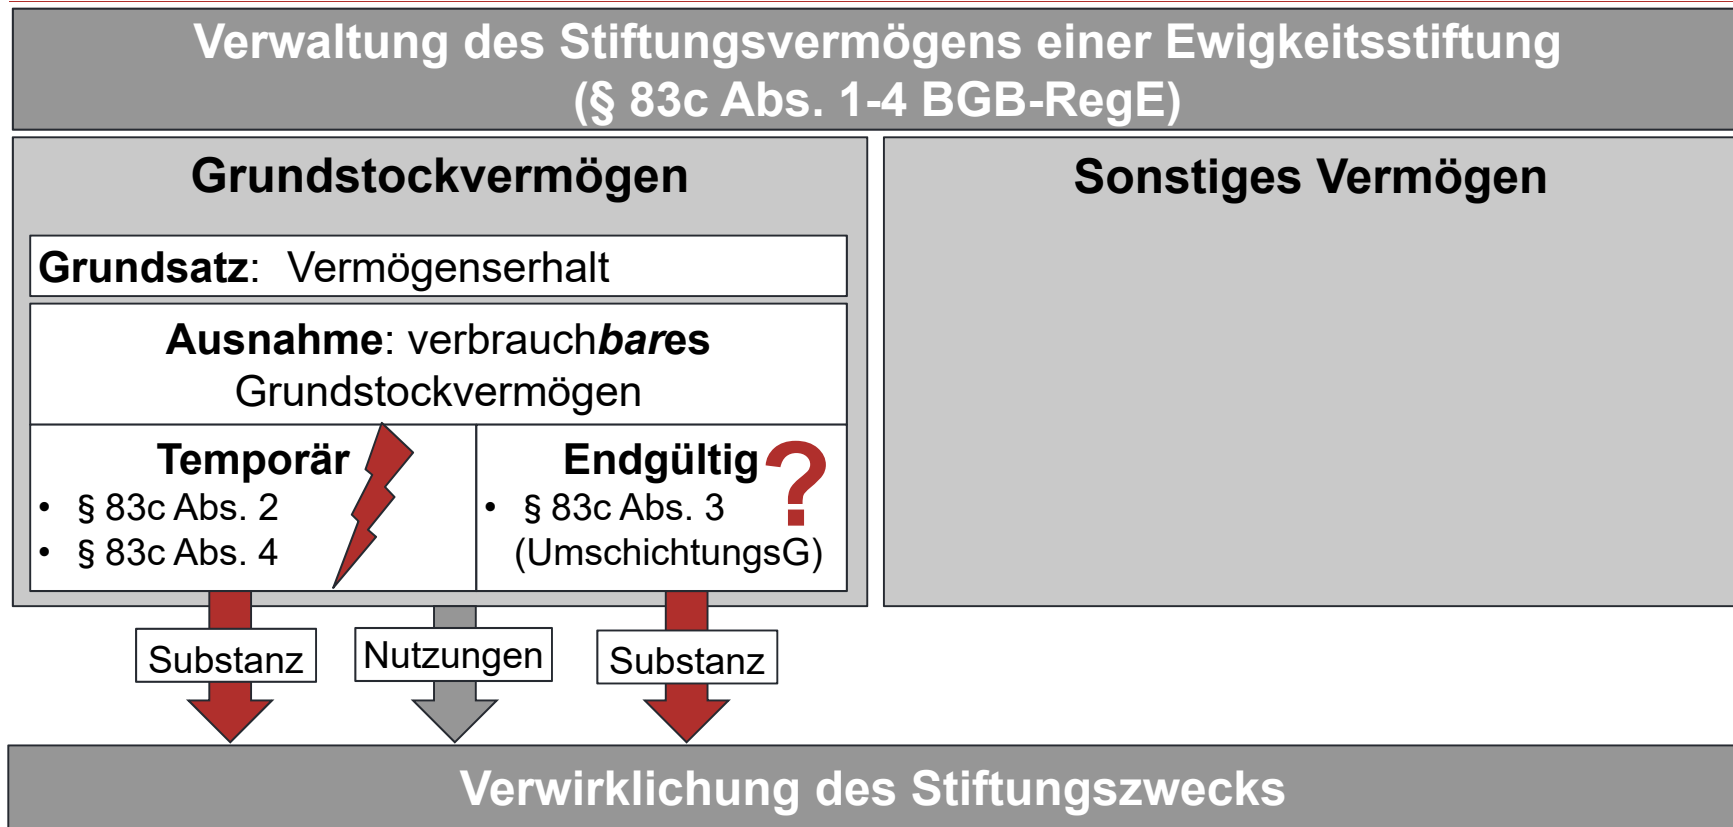 Verwaltung des Stiftungsvermögens einer Ewigkeitsstiftung
(§ 83c Abs. 1-4 BGB-RegE)
Grundstockvermögen
Grundsatz: Vermögenserhalt
Ausnahme: verbrauchbares
Grundstockvermögen
Temporär
• § 83c Abs. 2
• § 83c Abs. 4
Endgültig ?
• § 83c Abs. 3
(UmschichtungsG)
Sonstiges Vermögen
Substanz
Nutzungen
Substanz
Verwirklichung des Stiftungszwecks